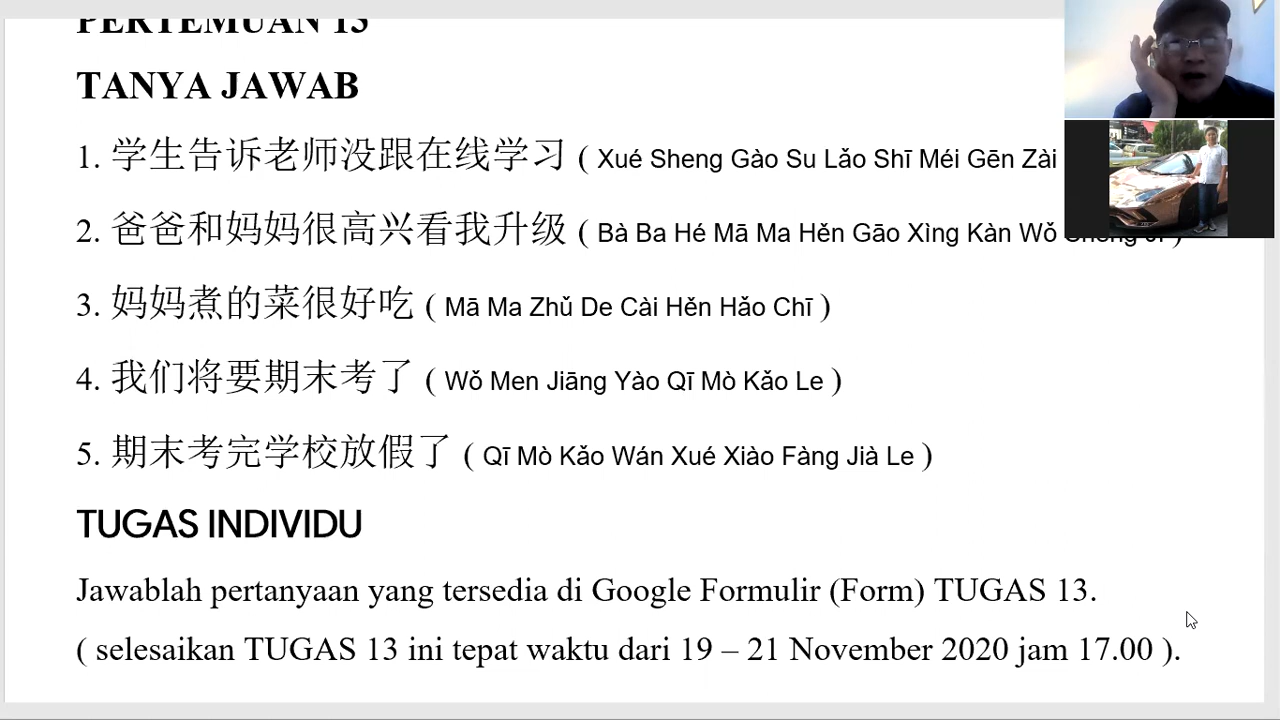 PERTEMUAN 13
TANYA JAWAB
1. 学生告诉老师没跟在线学习 ( Xué Sheng Gào Su Lǎo Shī Méi Gēn Zài
2. 爸爸和妈妈很高兴看我升级 ( Bà Ba Hé Mā Ma Hěn Gāo Xìng Kàn Wǒ Shēng Jí )
3. 妈妈煮的菜很好吃 ( Mā Ma Zhǔ De Cài Hěn Hǎo Chī )
4. 我们将要期末考了 ( Wǒ Men Jiāng Yào Qī Mò Kǎo Le )
5. 期末考完学校放假了 ( Qī Mò Kǎo Wán Xué Xiào Fàng Jià Le )
TUGAS INDIVIDU
Jawablah pertanyaan yang tersedia di Google Formulir (Form) TUGAS 13.
( selesaikan TUGAS 13 ini tepat waktu dari 19 – 21 November 2020 jam 17.00 ).